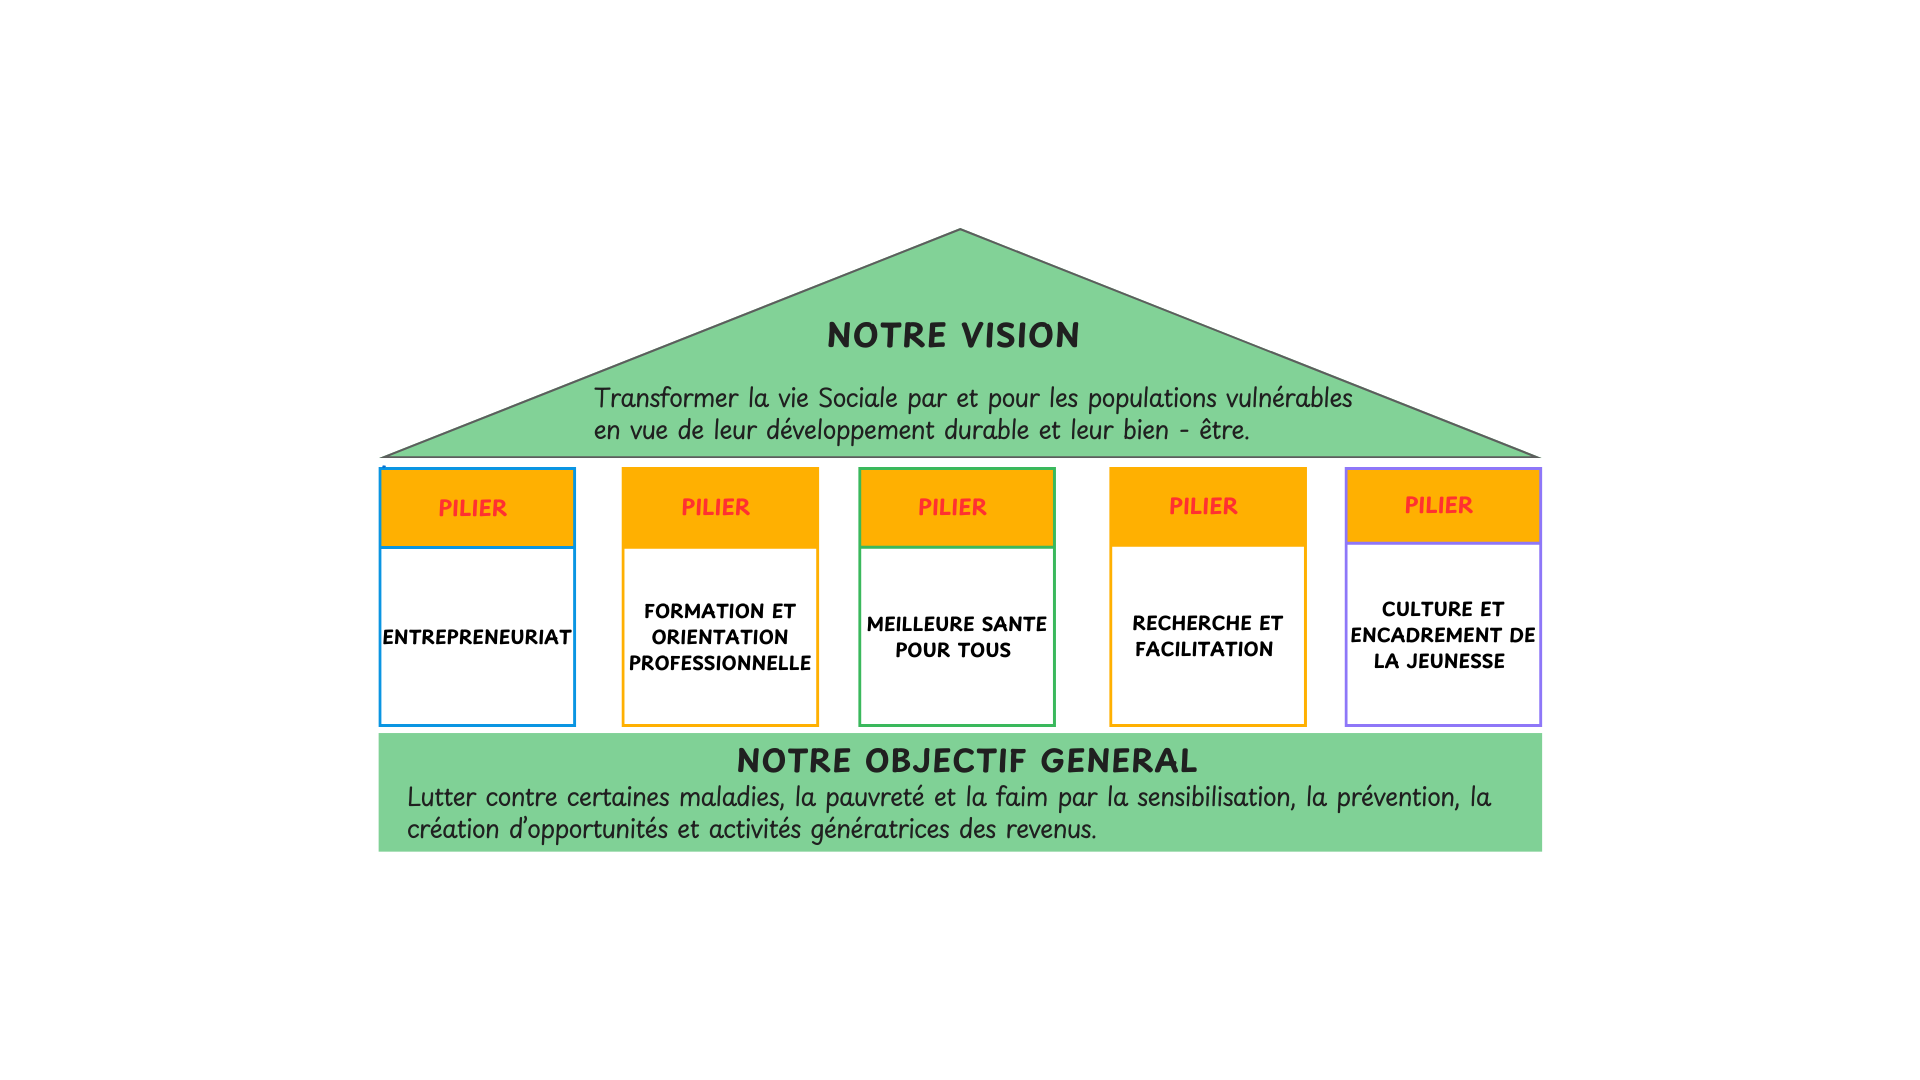 NOTRE VISION
Transformer la vie Sociale par et pour les populations vulnérables
en vue de leur développement durable et leur bien - être.
PILIER
ENTREPRENEURIAT
PILIER
FORMATION ET
ORIENTATION
PROFESSIONNELLE
PILIER
MEILLEURE SANTE
POUR TOUS
PILIER
RECHERCHE ET
FACILITATION
PILIER
CULTURE ET
ENCADREMENT DE
LA JEUNESSE
NOTRE OBJECTIF GENERAL
Lutter contre certaines maladies, la pauvreté et la faim par la sensibilisation, la prévention, la
création d’opportunités et activités génératrices des revenus.